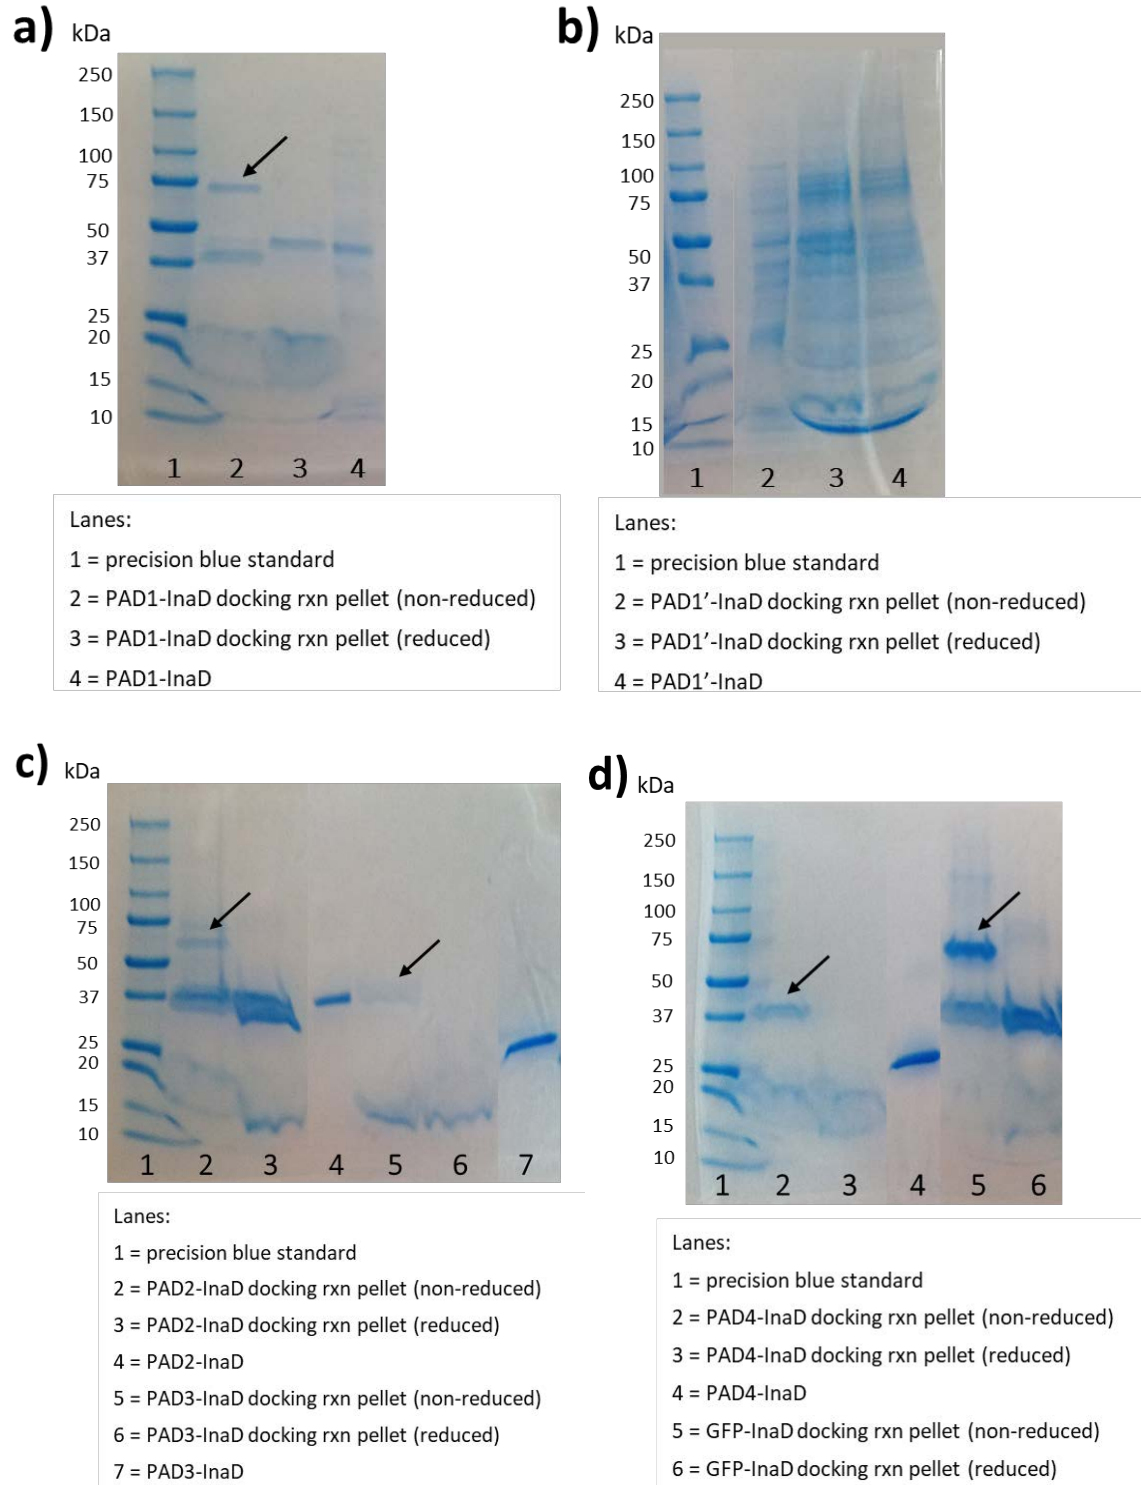 a) kDa
250
150
100
75
50
37
25
20
15
10
1 2 3 4
Lanes:
1 = precision blue standard
2 = PAD1-InaD docking rxn pellet (non-reduced)
3 = PAD1-InaD docking rxn pellet (reduced)
4 = PAD1-InaD
b) kDa
250
150
100
75
50
37
25
20
15
10
1 2 3 4
Lanes:
1 = precision blue standard
2 = PAD1’-InaD docking rxn pellet (non-reduced)
3 = PAD1’-InaD docking rxn pellet (reduced)
4 = PAD1’-InaD
c) kDa
250
150
100
75
50
37
25
20
15
10
1 2 3 4 5 6 7
Lanes:
1 = precision blue standard
2 = PAD2-InaD docking rxn pellet (non-reduced)
3 = PAD2-InaD docking rxn pellet (reduced)
4 = PAD2-InaD
5 = PAD3-InaD docking rxn pellet (non-reduced)
6 = PAD3-InaD docking rxn pellet (reduced)
7 = PAD3-InaD
d) kDa
250
150
100
75
50
37
25
20
15
10
1 2 3 4 5 6
Lanes:
1 = precision blue standard
2 = PAD4-InaD docking rxn pellet (non-reduced)
3 = PAD4-InaD docking rxn pellet (reduced)
4 = PAD4-InaD
5 = GFP-InaD docking rxn pellet (non-reduced)
6 = GFP-InaD docking rxn pellet (reduced)